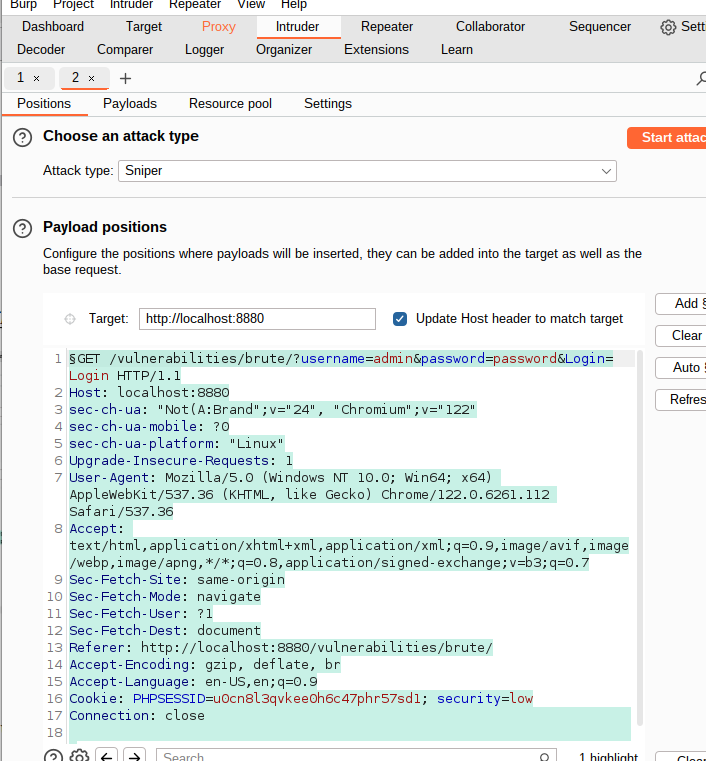 Burp Project Intruder Repeater View Help
Dashboard Target Proxy Intruder Repeater Collaborator Sequencer Sett
Decoder Comparer Logger Organizer Extensions Learn
1 × 2 × +
Positions Payloads Resource pool Settings
? Choose an attack type
Start attac
Attack type: Sniper
? Payload positions
Configure the positions where payloads will be inserted, they can be added into the target as well as the
base request.
Add §
Target: http://localhost:8880 Update Host header to match target
Clear
1 §GET /vulnerabilities/brute/?username=admin&password=password&Login=
Auto §
Login HTTP/1.1
2 Host: localhost:8880
Refres
3 sec-ch-ua: "Not(A:Brand";v="24", "Chromium";v="122"
4 sec-ch-ua-mobile: ?0
5 sec-ch-ua-platform: "Linux"
6 Upgrade-Insecure-Requests: 1
7 User-Agent: Mozilla/5.0 (Windows NT 10.0; Win64; x64)
AppleWebKit/537.36 (KHTML, like Gecko) Chrome/122.0.6261.112
Safari/537.36
8 Accept:
text/html,application/xhtml+xml,application/xml;q=0.9,image/avif,image
/webp,image/apng,*/*;q=0.8,application/signed-exchange;v=b3;q=0.7
9 Sec-Fetch-Site: same-origin
10 Sec-Fetch-Mode: navigate
11 Sec-Fetch-User: ?1
12 Sec-Fetch-Dest: document
13 Referer: http://localhost:8880/vulnerabilities/brute/
14 Accept-Encoding: gzip, deflate, br
15 Accept-Language: en-US,en;q=0.9
16 Cookie: PHPSESSID=u0cn8l3qvkee0h6c47phr57sd1; security=low
17 Connection: close
18
? Search 1 highlight Clear